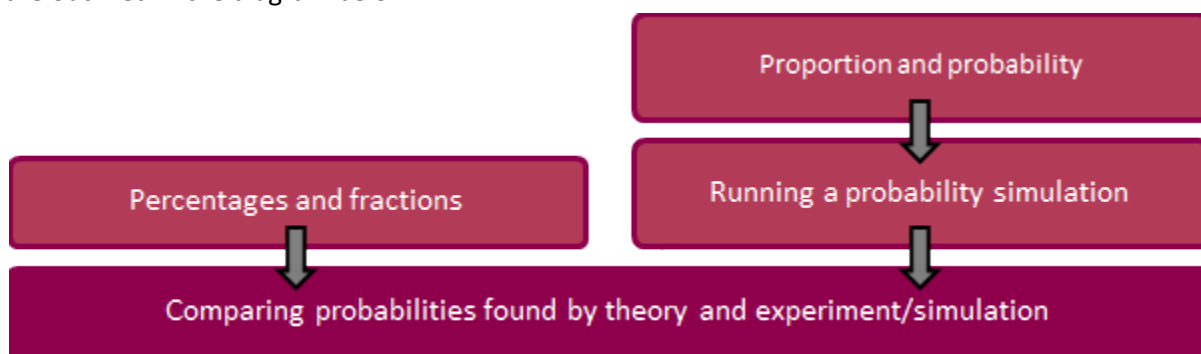 Proportion and probability
Percentages and fractions
Running a probability simulation
Comparing probabilities found by theory and experiment/simulation